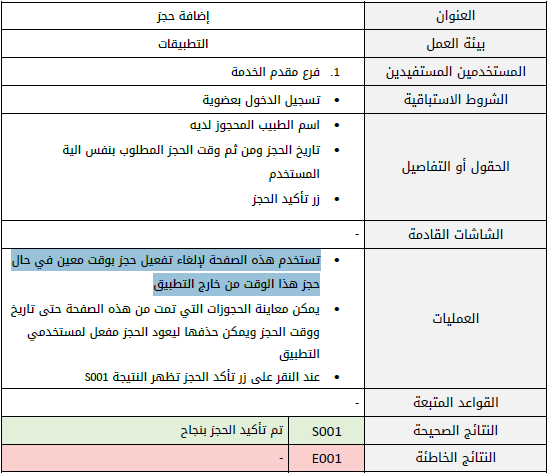 العنوان
إضافة حجز
بيئة العمل
التطبيقات
المستخدمين المستفيدين
1. فرع مقدم الخدمة
الشروط الاستباقية
• تسجيل الدخول بعضوية
الحقول أو التفاصيل
• اسم الطبيب المحجوز لديه
• تاريخ الحجز ومن ثم وقت الحجز المطلوب بنفس الية
المستخدم
• زر تأكيد الحجز
الشاشات القادمة
-
العمليات
• تستخدم هذه الصفحة لإلغاء تفعيل حجز بوقت معين في حال
حجز هذا الوقت من خارج التطبيق
• يمكن معاينة الحجوزات التي تمت من هذه الصفحة حتى تاريخ
ووقت الحجز ويمكن حذفها ليعود الحجز مفعل لمستخدمي
التطبيق
• عند النقر على زر تأكد الحجز تظهر النتيجة S001
القواعد المتبعة
-
النتائج الصحيحة
S001
تم تأكيد الحجز بنجاح
النتائج الخاطئة
E001
-